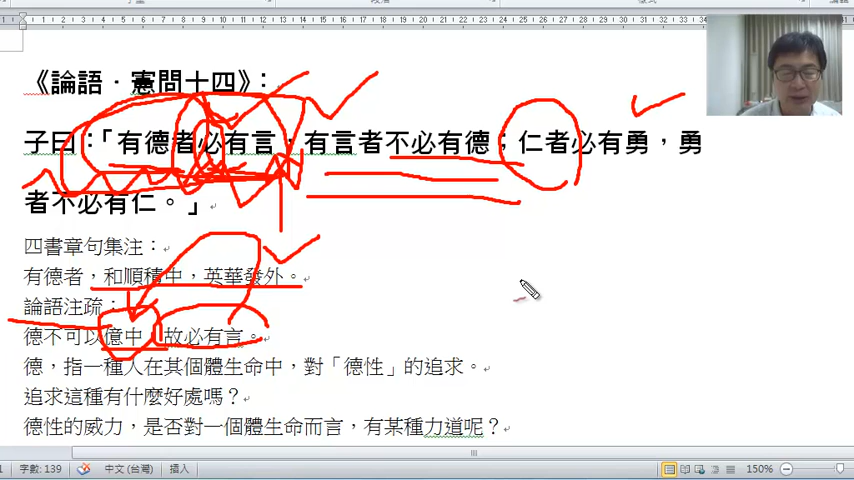 《論語．憲問十四》：
子曰：「有德者必有言，有言者不必有德；仁者必有勇，勇
者不必有仁。」
四書章句集注：
有德者，和順積中，英華發外。
論語注疏：
德不可以億中，故必有言。
德，指一種人在其個體生命中，對「德性」的追求。
追求這種有什麼好處嗎？
德性的威力，是否對一個體生命而言，有某種力道呢？
字數: 139 中文 (台灣) 插入 150%